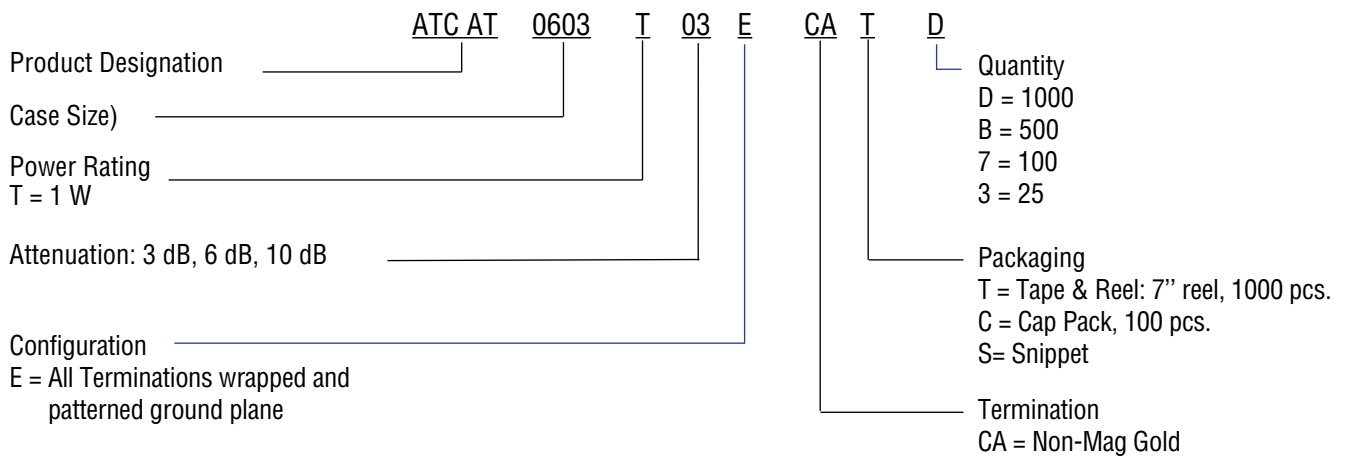 ATC AT 0603 T 03 E CA T D
Product Designation
Case Size)
Power Rating
T = 1 W
Attenuation: 3 dB, 6 dB, 10 dB
Configuration
E = All Terminations wrapped and
patterned ground plane
Quantity
D = 1000
B = 500
7 = 100
3 = 25
Packaging
T = Tape & Reel: 7’’ reel, 1000 pcs.
C = Cap Pack, 100 pcs.
S= Snippet
Termination
CA = Non-Mag Gold